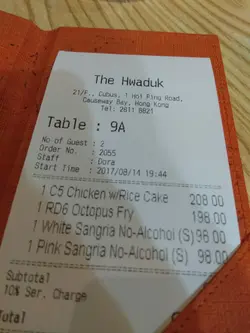 The Hwaduk
21/F., Cubus, 1 Hoi Ping Road,
Causeway Bay, Hong Kong
Tel: 2811 8821
Table : 9A
No of Guest : 2
Order No. : 2055
Staff : Dora
Start Time : 2017/08/14 19:44
1 C5 Chicken w/Rice Cake 208.00
1 RD6 Octopus Fry 198.00
1 White Sangria No-Alcohol (S) 98.00
1 Pink Sangria No-Alcohol (S) 98.00
Subtotal
10% Ser. Charge
Total